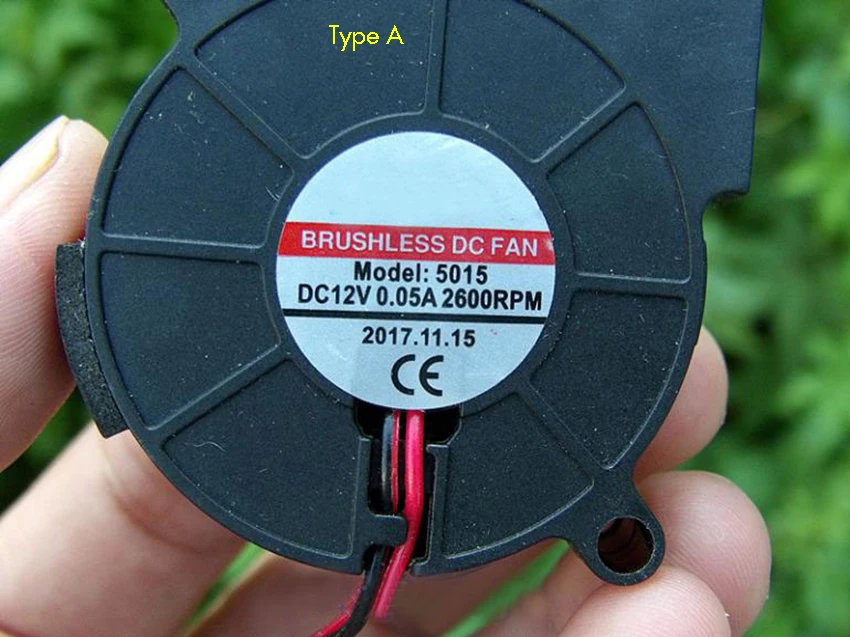 Type A
BRUSHLESS DC FAN
Model: 5015
DC12V 0.05A 2600RPM
2017.11.15
CE